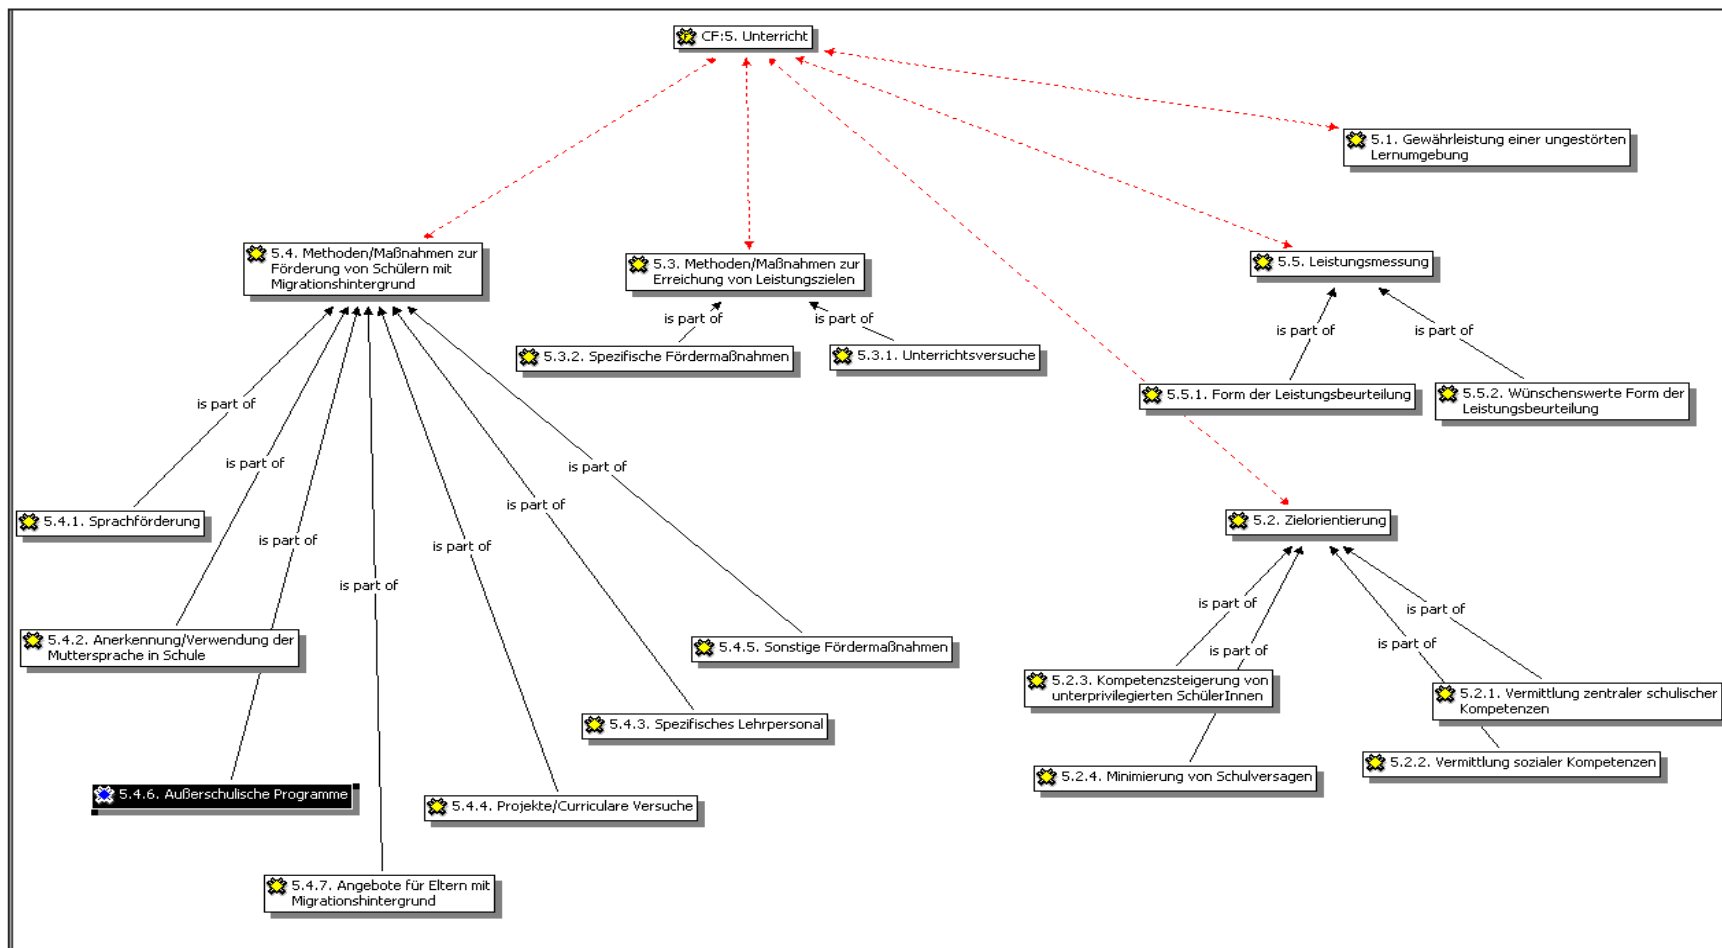 CF:5. Unterricht
5.1. Gewährleistung einer ungestörten
Lernumgebung
5.4. Methoden/Maßnahmen zur
Förderung von Schülern mit
Migrationshintergrund
5.3. Methoden/Maßnahmen zur
Erreichung von Leistungszielen
5.5. Leistungsmessung
is part of
is part of
is part of
is part of
5.3.2. Spezifische Fördermaßnahmen
5.3.1. Unterrichtsversuche
5.5.1. Form der Leistungsbeurteilung
5.5.2. Wünschenswerte Form der
Leistungsbeurteilung
is part of
is part of
is part of
is part of
is part of
is part of
is part of
5.4.1. Sprachförderung
5.2. Zielorientierung
is part of
is part of
is part of
is part of
5.4.2. Anerkennung/Verwendung der
Muttersprache in Schule
5.4.5. Sonstige Fördermaßnahmen
5.2.3. Kompetenzsteigerung von
unterprivilegierten SchülerInnen
5.2.1. Vermittlung zentraler schulischer
Kompetenzen
5.4.3. Spezifisches Lehrpersonal
5.2.2. Vermittlung sozialer Kompetenzen
5.2.4. Minimierung von Schulversagen
5.4.6. Außerschulische Programme
5.4.4. Projekte/Curriculare Versuche
5.4.7. Angebote für Eltern mit
Migrationshintergrund